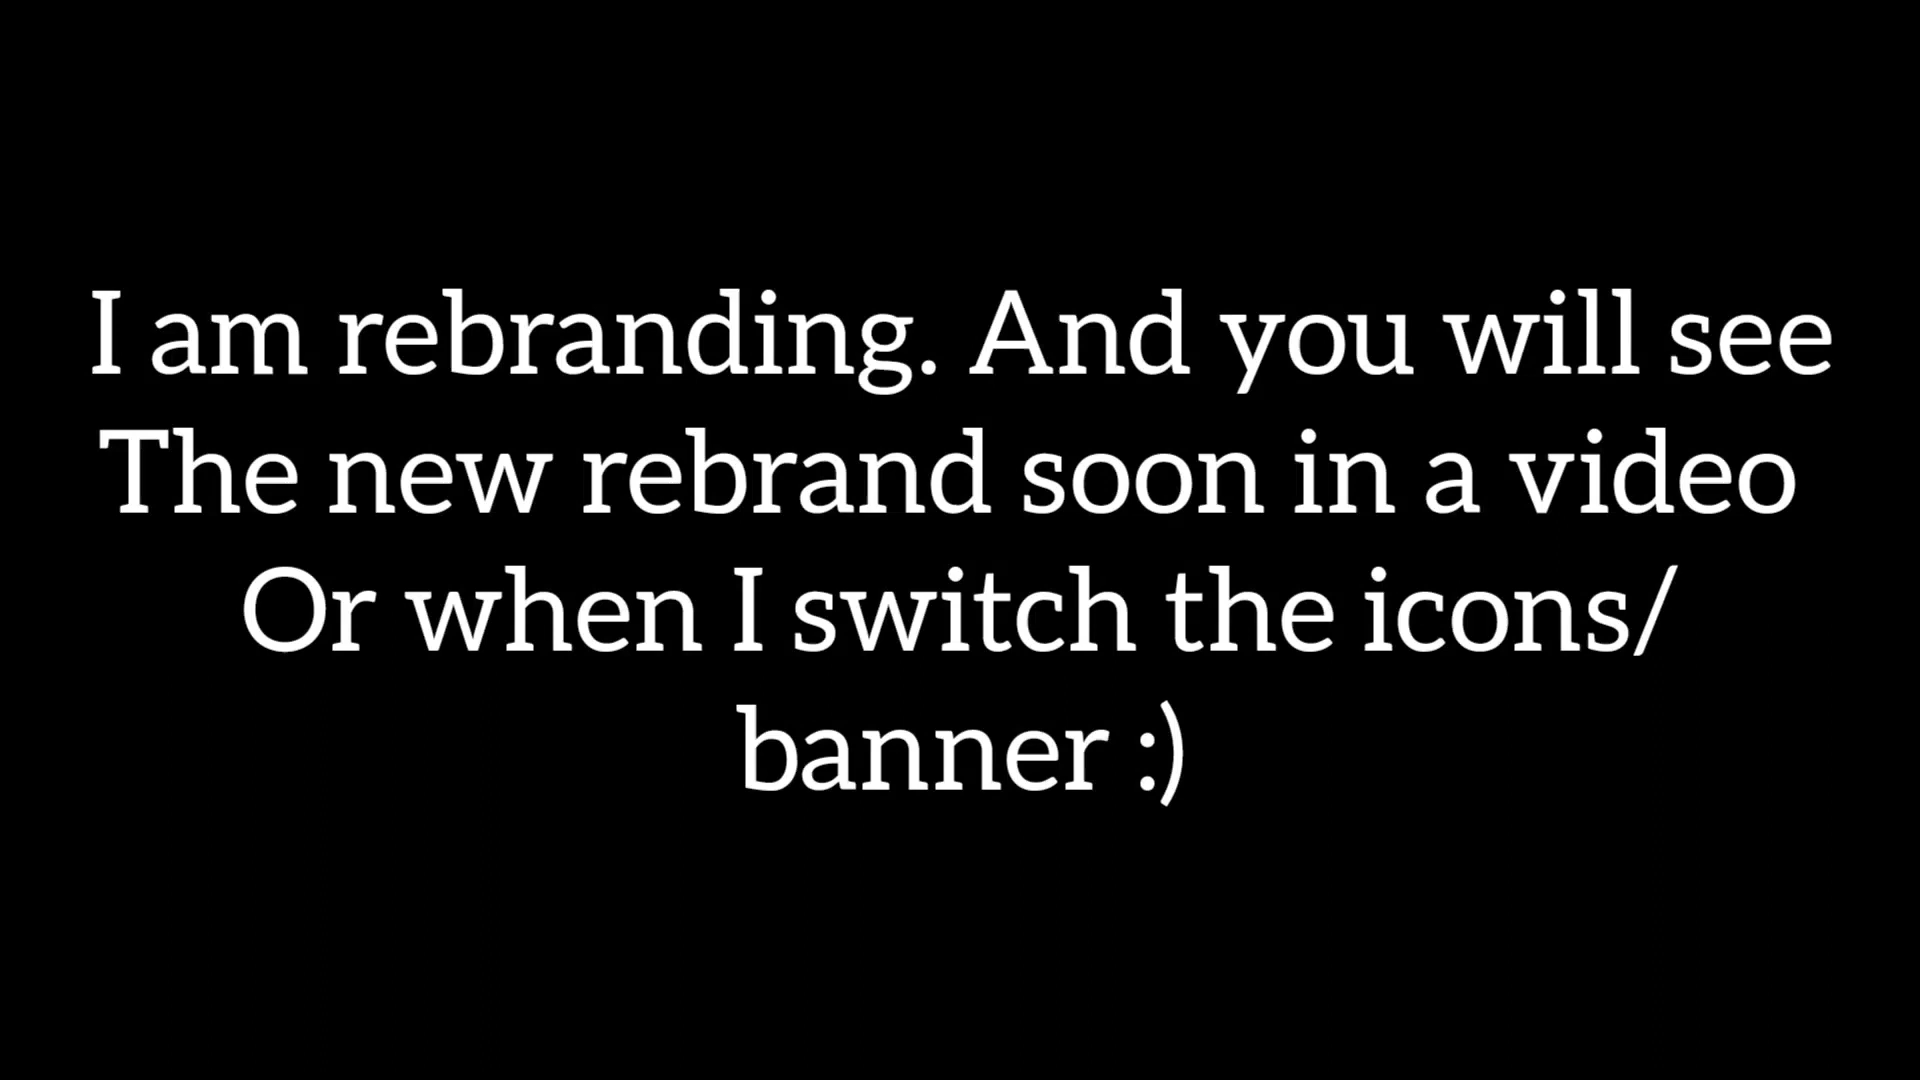 I am rebranding. And you will see
The new rebrand soon in a video
Or when I switch the icons/
banner :)